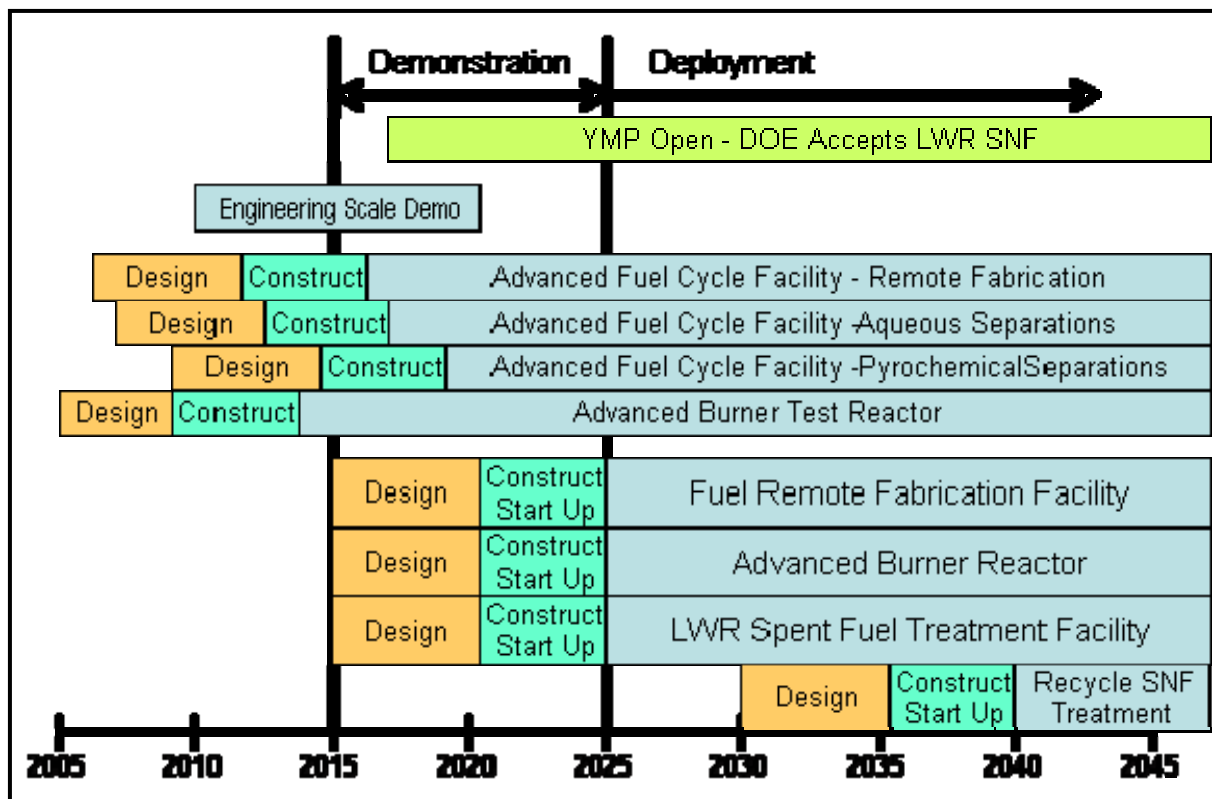 Demonstration Deployment
YMP Open - DOE Accepts LWR SNF
Engineering Scale Demo
Design Construct Advanced Fuel Cycle Facility - Remote Fabrication
Design Construct Advanced Fuel Cycle Facility -Aqueous Separations
Design Construct Advanced Fuel Cycle Facility -PyrochemicalSeparations
Design Construct Advanced Burner Test Reactor
Design Construct Start Up Fuel Remote Fabrication Facility
Design Construct Start Up Advanced Burner Reactor
Design Construct Start Up LWR Spent Fuel Treatment Facility
Design Construct Start Up Recycle SNF Treatment
2005 2010 2015 2020 2025 2030 2035 2040 2045